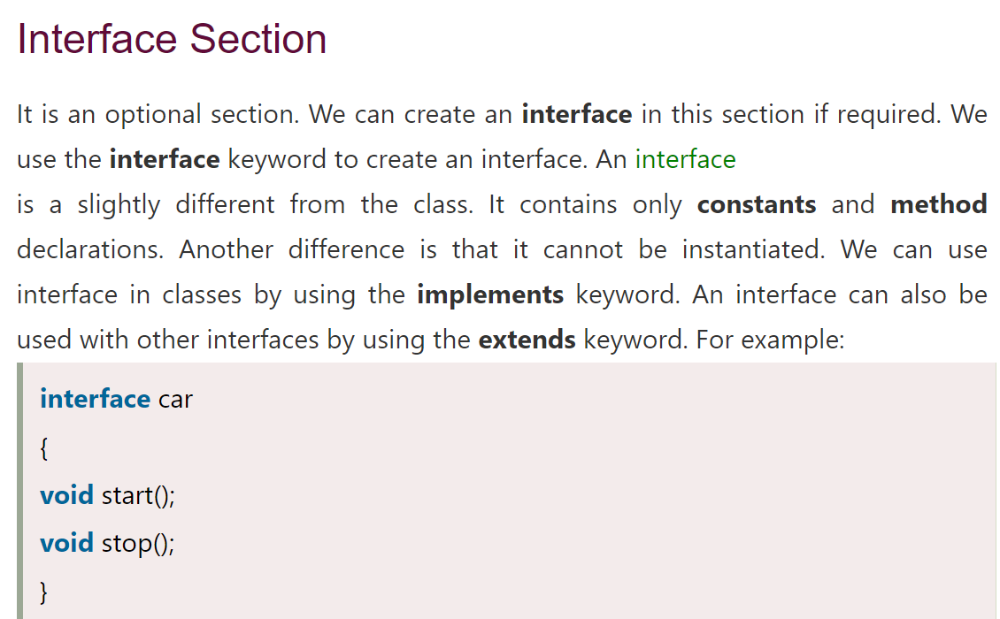 Interface Section
It is an optional section. We can create an interface in this section if required. We
use the interface keyword to create an interface. An interface
is a slightly different from the class. It contains only constants and method
declarations. Another difference is that it cannot be instantiated. We can use
interface in classes by using the implements keyword. An interface can also be
used with other interfaces by using the extends keyword. For example:
interface car
{
void start();
void stop();
}